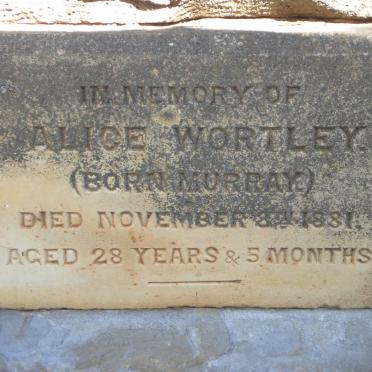 IN MEMORY OF
ALICE WORTLEY.
(BORN MURRAY)
DIED NOVEMBER 8TH 1881.
AGED 28 YEARS & 5 MONTHS